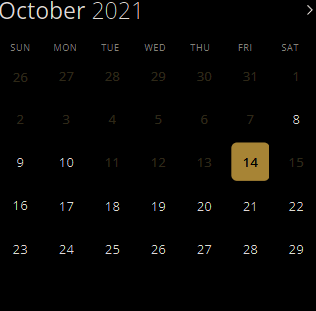 October 2021
SUN MON TUE WED THU FRI SAT
26 27 28 29 30 31 1
2 3 4 5 6 7 8
9 10 11 12 13 14 15
16 17 18 19 20 21 22
23 24 25 26 27 28 29